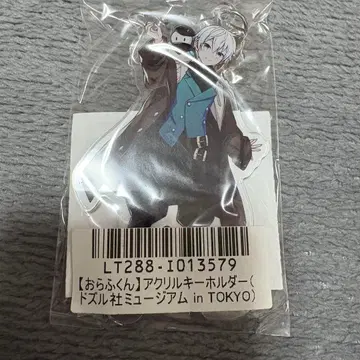 LT288-I013579
【おらふくん】アクリルキーホルダー(
ドズル社ミュージアム in TOKYO)